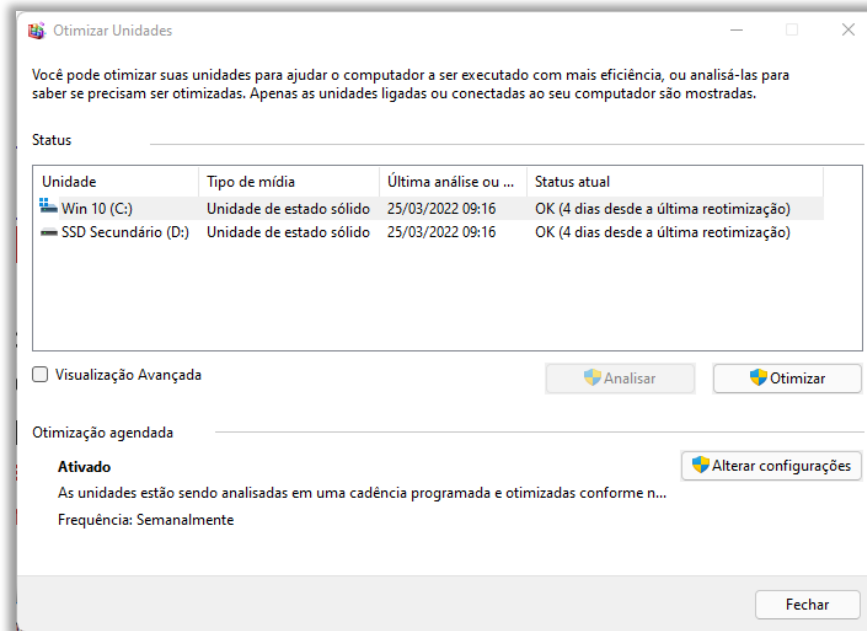 Otimizar Unidades
Você pode otimizar suas unidades para ajudar o computador a ser executado com mais eficiência, ou analisá-las para
saber se precisam ser otimizadas. Apenas as unidades ligadas ou conectadas ao seu computador são mostradas.
Status
Unidade Tipo de mídia Última análise ou ... Status atual
Win 10 (C:) Unidade de estado sólido 25/03/2022 09:16 OK (4 dias desde a última reotimização)
SSD Secundário (D:) Unidade de estado sólido 25/03/2022 09:16 OK (4 dias desde a última reotimização)
Visualização Avançada Analisar Otimizar
Otimização agendada
Ativado Alterar configurações
As unidades estão sendo analisadas em uma cadência programada e otimizadas conforme n...
Frequência: Semanalmente
Fechar